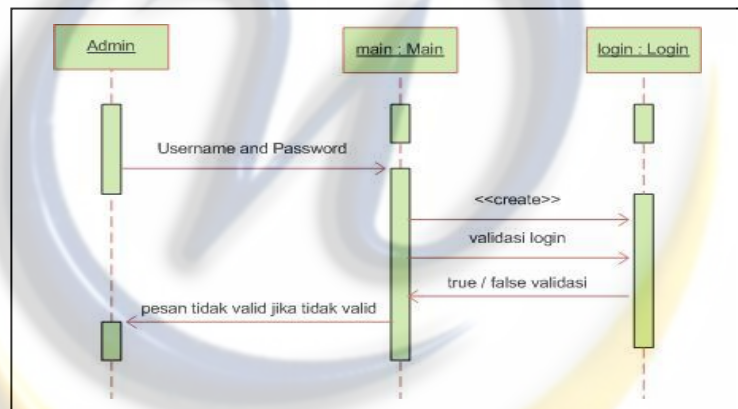 Admin
main : Main
login : Login
Username and Password
<<create>>
validasi login
true / false validasi
pesan tidak valid jika tidak valid